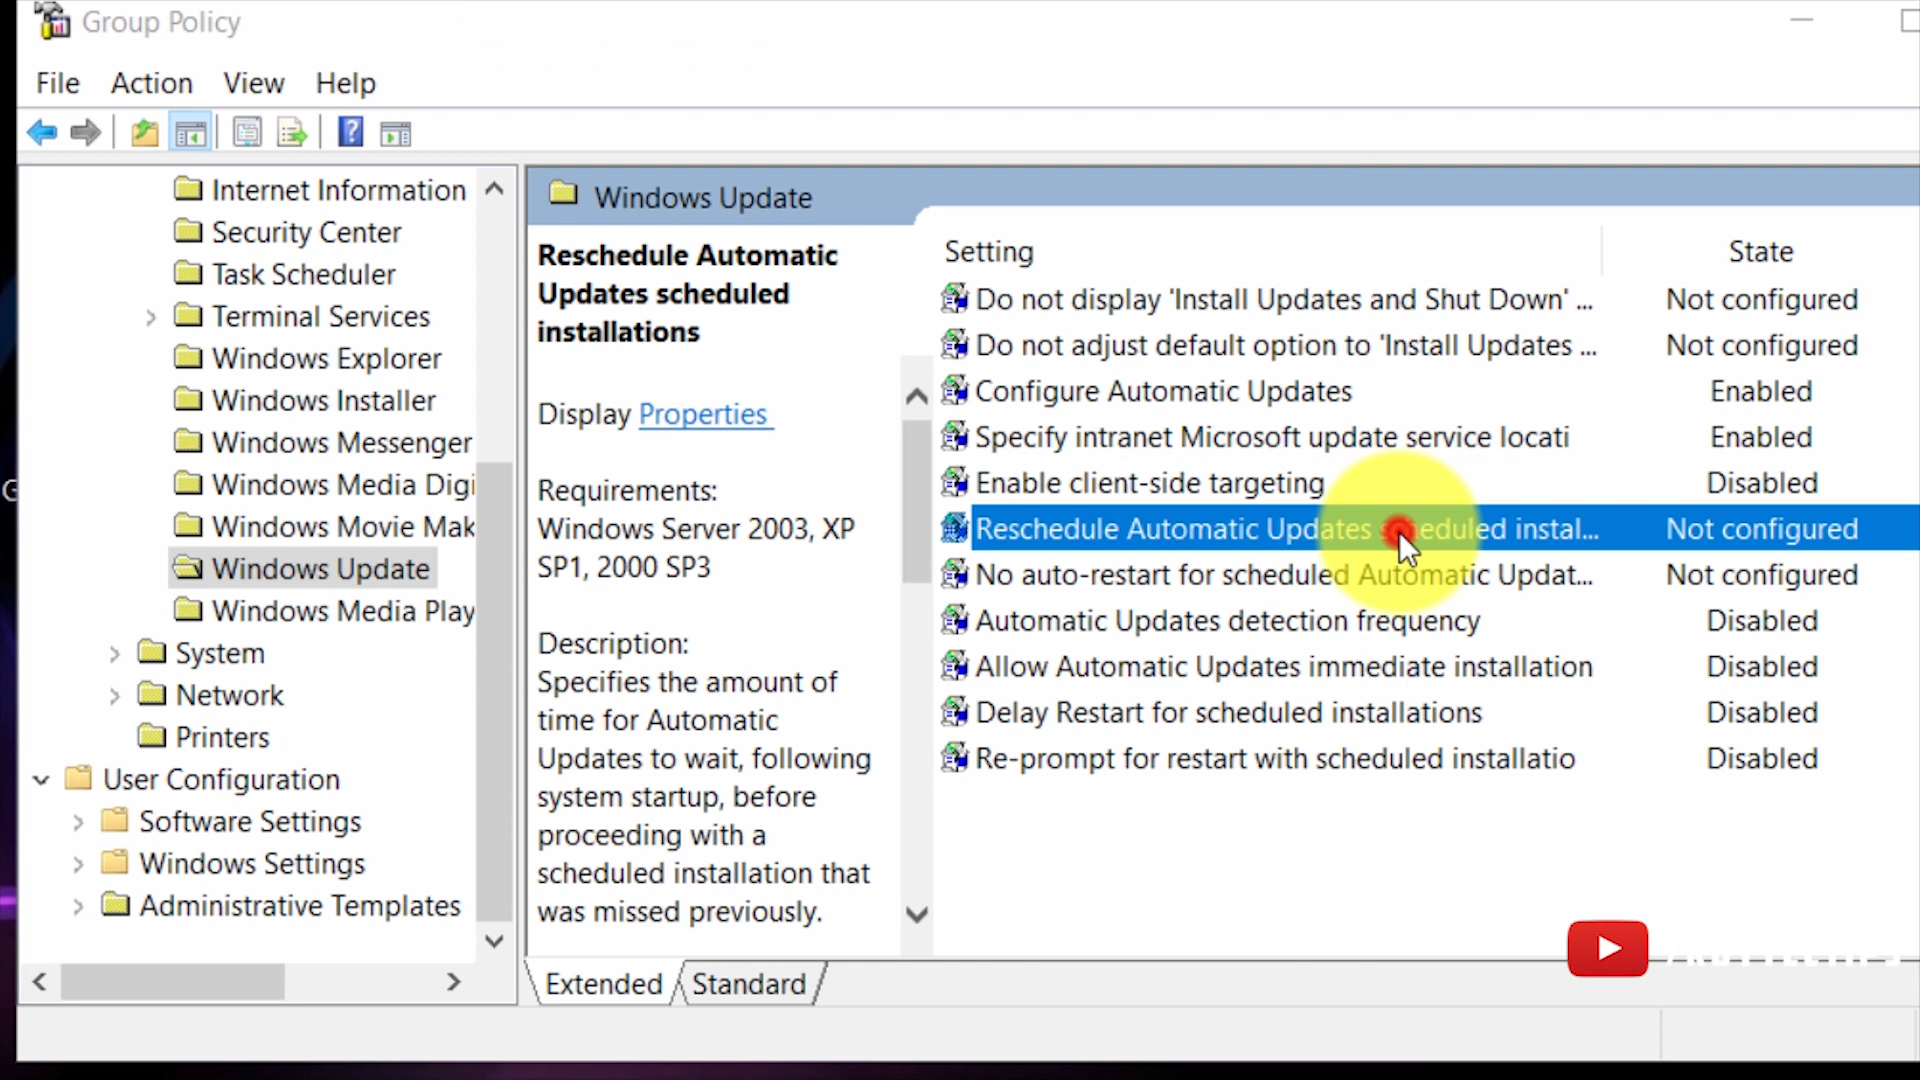 Group Policy
File Action View Help
Internet Information
Security Center
Task Scheduler
Terminal Services
Windows Explorer
Windows Installer
Windows Messenger
Windows Media Digi
Windows Movie Mak
Windows Update
Windows Media Play
System
Network
Printers
User Configuration
Software Settings
Windows Settings
Administrative Templates
Windows Update
Reschedule Automatic
Updates scheduled
installations
Display Properties
Requirements:
Windows Server 2003, XP
SP1, 2000 SP3
Description:
Specifies the amount of
time for Automatic
Updates to wait, following
system startup, before
proceeding with a
scheduled installation that
was missed previously.
Setting State
Do not display 'Install Updates and Shut Down' ... Not configured
Do not adjust default option to 'Install Updates ... Not configured
Configure Automatic Updates Enabled
Specify intranet Microsoft update service locati Enabled
Enable client-side targeting Disabled
Reschedule Automatic Updates scheduled instal... Not configured
No auto-restart for scheduled Automatic Updat... Not configured
Automatic Updates detection frequency Disabled
Allow Automatic Updates immediate installation Disabled
Delay Restart for scheduled installations Disabled
Re-prompt for restart with scheduled installatio Disabled
Extended Standard